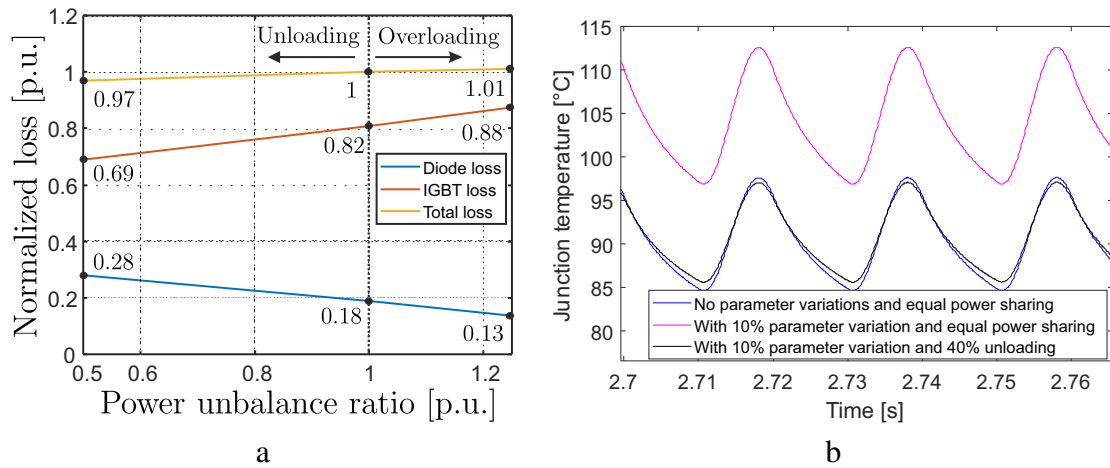 1.2
1
0.8
0.6
0.4
0.2
0
Normalized loss [p.u.]
Unloading
Overloading
0.97
1
1.01
0.69
0.82
0.88
0.28
0.18
0.13
Diode loss
IGBT loss
Total loss
0.5
0.6
0.8
1
1.2
Power unbalance ratio [p.u.]
a
115
110
105
100
95
90
85
80
Junction temperature [°C]
No parameter variations and equal power sharing
With 10% parameter variation and equal power sharing
With 10% parameter variation and 40% unloading
2.7
2.71
2.72
2.73
2.74
2.75
2.76
Time [s]
b